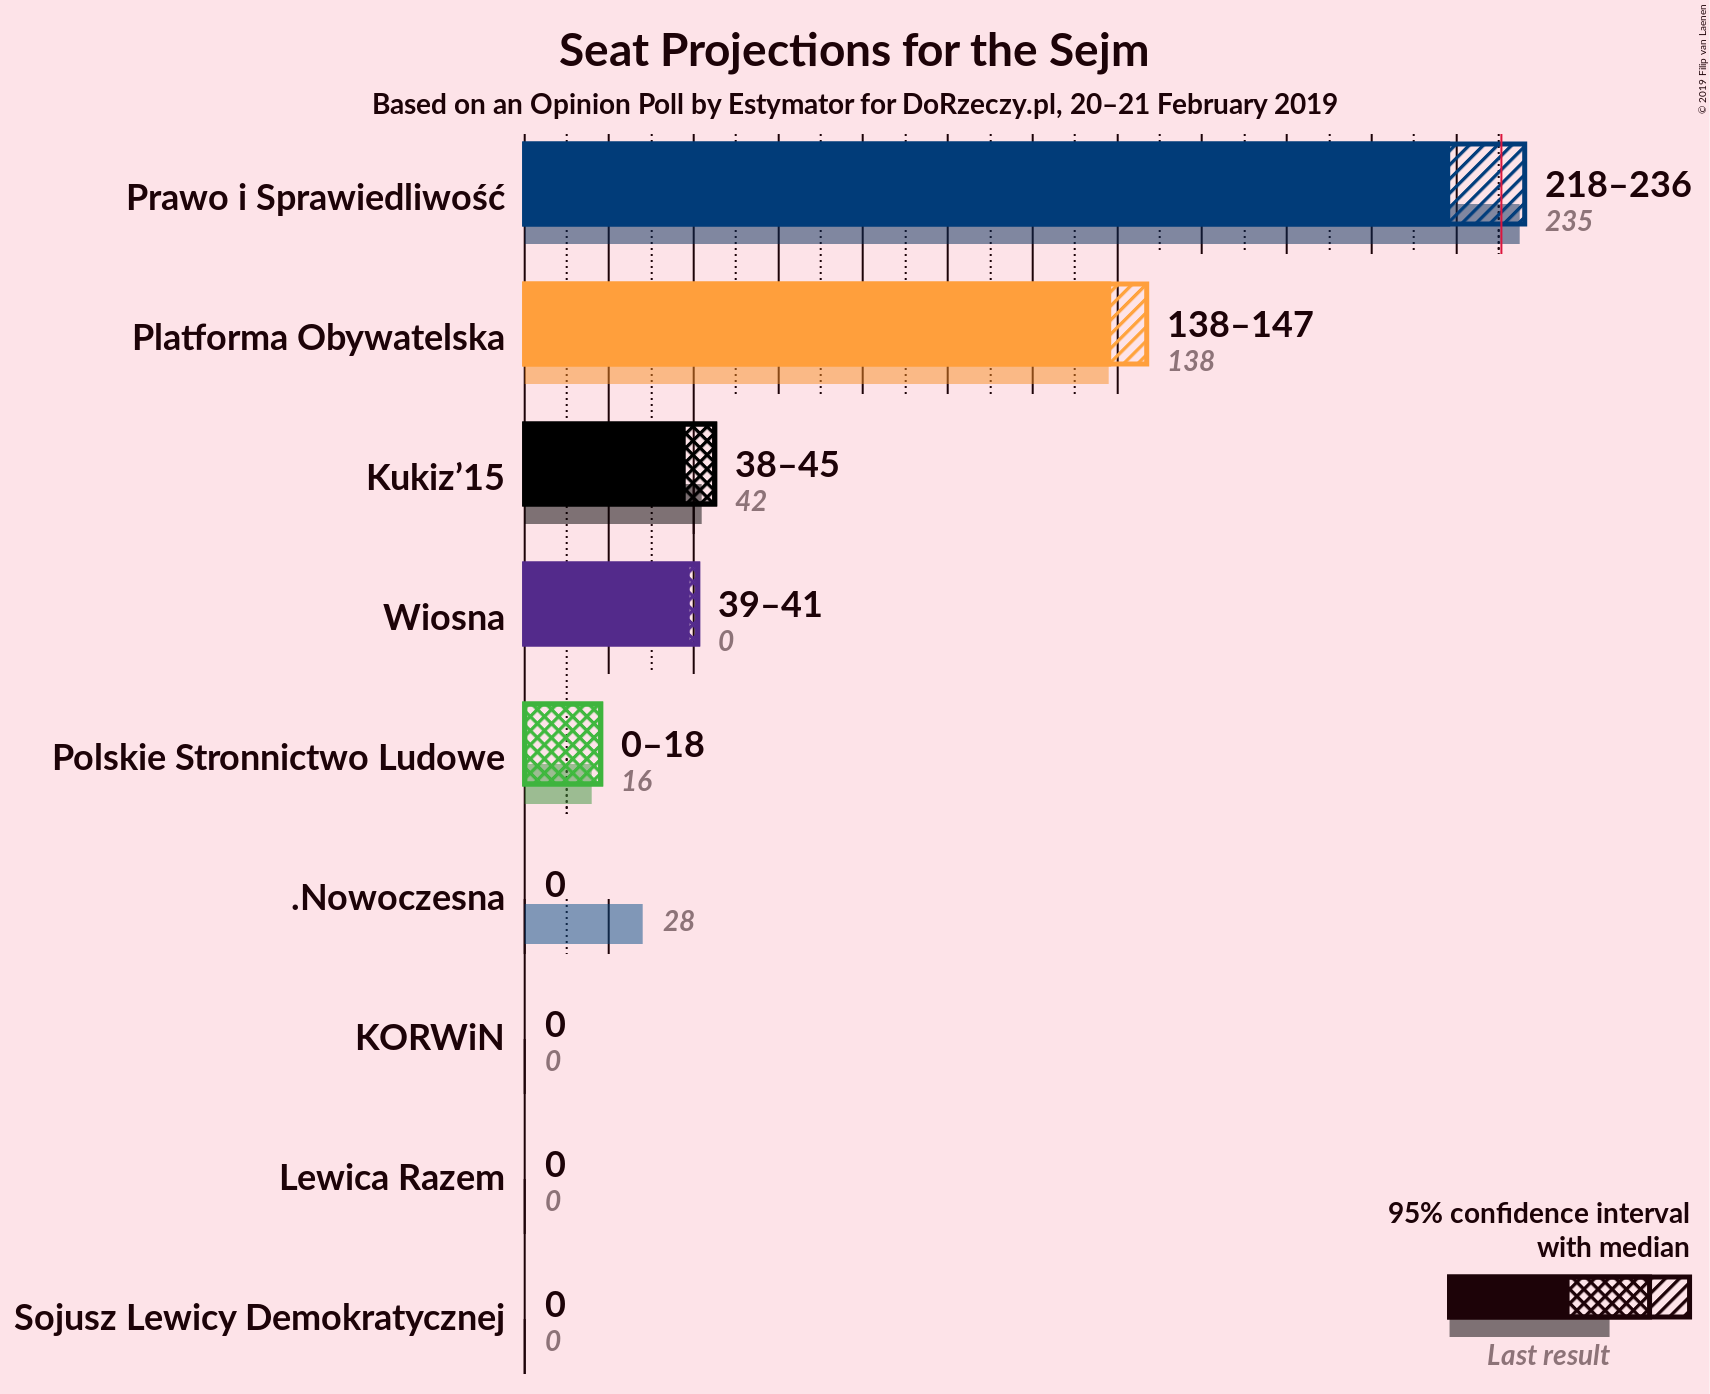 Seat Projections for the Sejm
Based on an Opinion Poll by Estymator for DoRzeczy.pl, 20–21 February 2019
© 2019 Filip van Laenen
Prawo i Sprawiedliwość
218–236
235
Platforma Obywatelska
138–147
138
Kukiz’15
38–45
42
Wiosna
39–41
0
Polskie Stronnictwo Ludowe
0–18
16
.Nowoczesna
0
28
KORWiN
0
0
Lewica Razem
0
0
Sojusz Lewicy Demokratycznej
0
0
95% confidence interval
with median
Last result